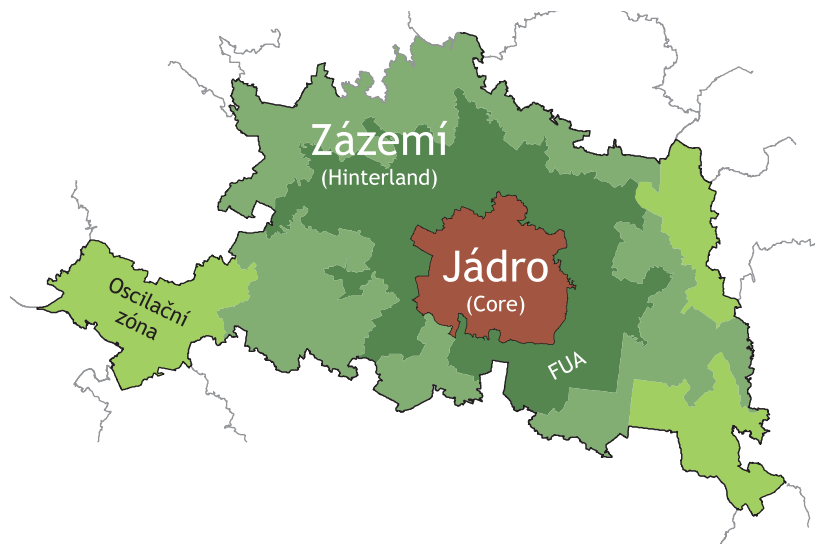 Zázemí
(Hinterland)
Jádro
(Core)
Oscilační
zóna
FUA